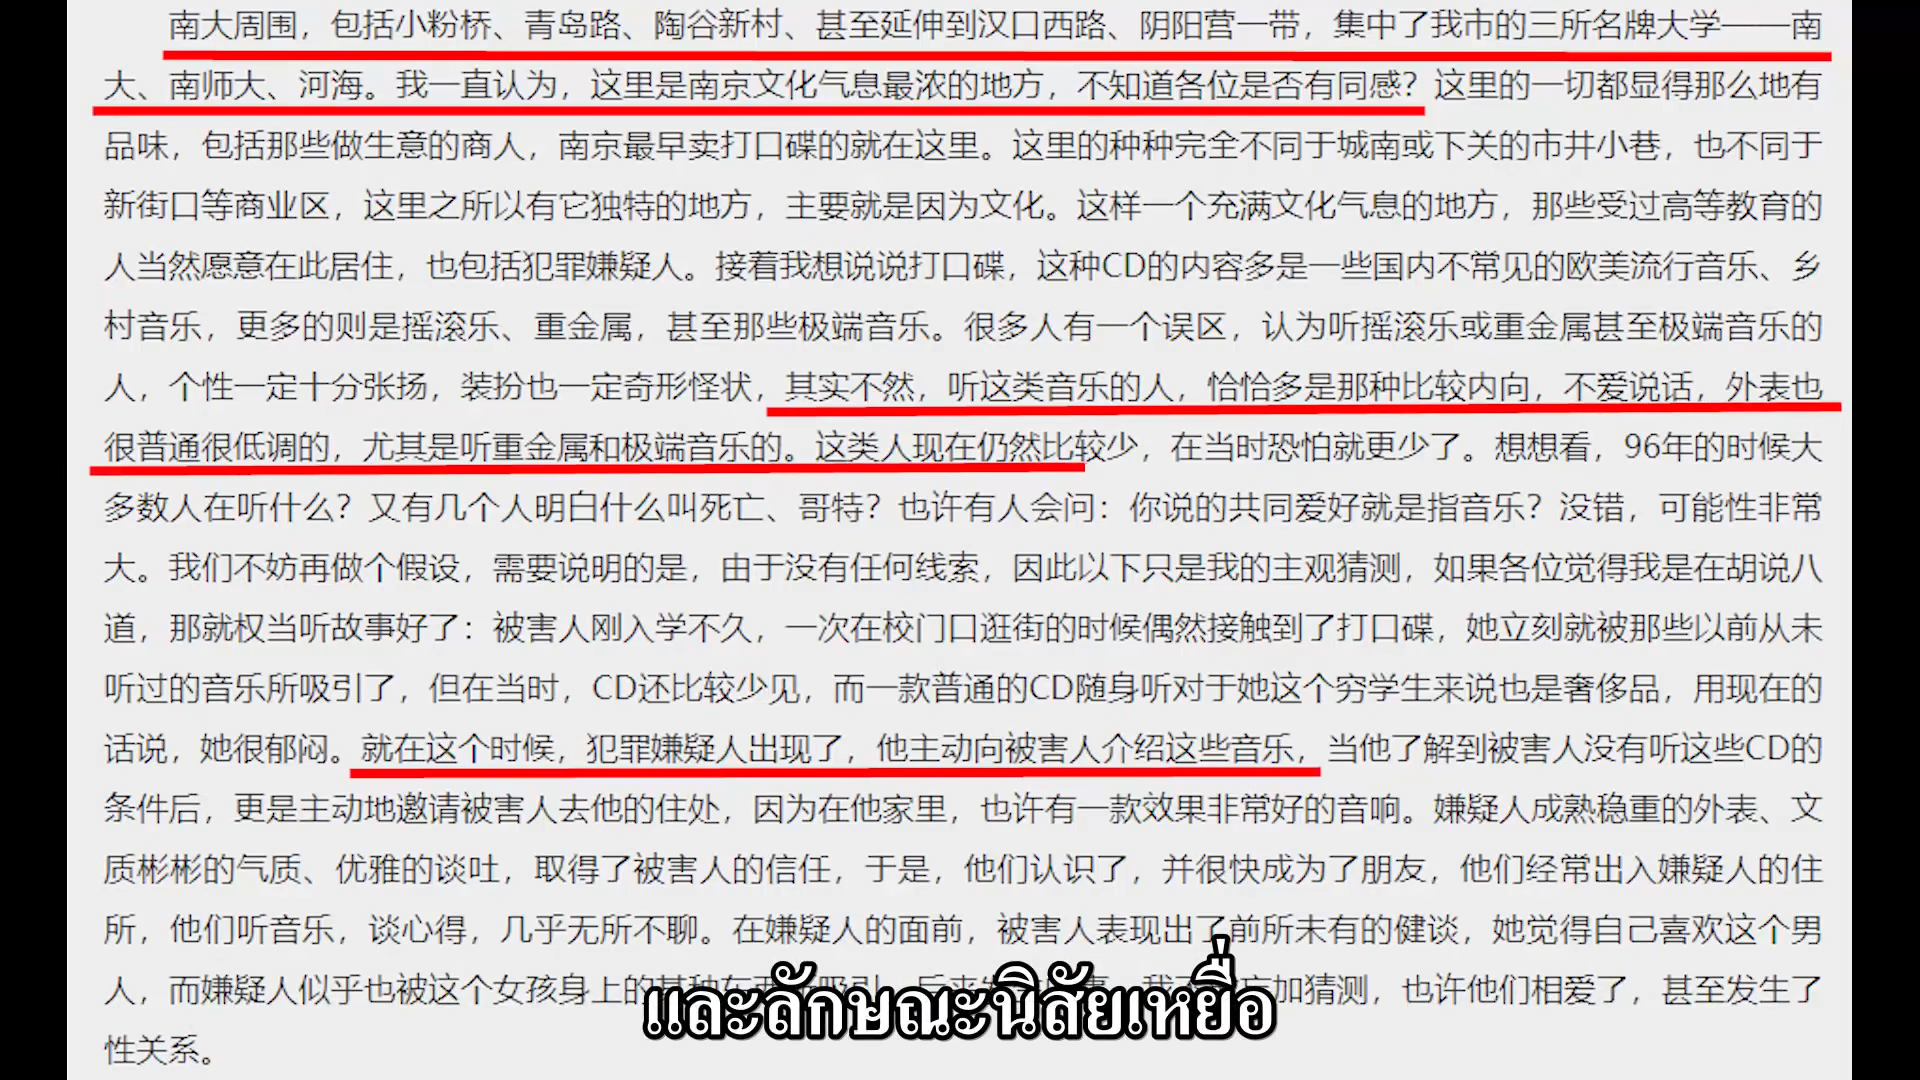 南大周围，包括小粉桥、青岛路、陶谷新村、甚至延伸到汉口西路、阴阳营一带，集中了我市的三所名牌大学——南
大、南师大、河海。我一直认为，这里是南京文化气息最浓的地方，不知道各位是否有同感？这里的一切都显得那么地有
品味，包括那些做生意的商人，南京最早卖打口碟的就在这里。这里的种种完全不同于城南或下关的市井小巷，也不同于
新街口等商业区，这里之所以有它独特的地方，主要就是因为文化。这样一个充满文化气息的地方，那些受过高等教育的
人当然愿意在此居住，也包括犯罪嫌疑人。接着我想说说打口碟，这种CD的内容多是一些国内不常见的欧美流行音乐、乡
村音乐，更多的则是摇滚乐、重金属，甚至那些极端音乐。很多人有一个误区，认为听摇滚乐或重金属甚至极端音乐的
人，个性一定十分张扬，装扮也一定奇形怪状，其实不然，听这类音乐的人，恰恰多是那种比较内向，不爱说话，外表也
很普通很低调的，尤其是听重金属和极端音乐的。这类人现在仍然比较少，在当时恐怕就更少了。想想看，96年的时候大
多数人在听什么？又有几个人明白什么叫死亡、哥特？也许有人会问：你说的共同爱好就是指音乐？没错，可能性非常
大。我们不妨再做个假设，需要说明的是，由于没有任何线索，因此以下只是我的主观猜测，如果各位觉得我是在胡说八
道，那就权当听故事好了：被害人刚入学不久，一次在校门口逛街的时候偶然接触到了打口碟，她立刻就被那些以前从未
听过的音乐所吸引了，但在当时，CD还比较少见，而一款普通的CD随身听对于她这个穷学生来说也是奢侈品，用现在的
话说，她很郁闷。就在这个时候，犯罪嫌疑人出现了，他主动向被害人介绍这些音乐，当他了解到被害人没有听这些CD的
条件后，更是主动地邀请被害人去他的住处，因为在他家里，也许有一款效果非常好的音响。嫌疑人成熟稳重的外表、文
质彬彬的气质、优雅的谈吐，取得了被害人的信任，于是，他们认识了，并很快成为了朋友，他们经常出入嫌疑人的住
所，他们听音乐，谈心得，几乎无所不聊。在嫌疑人的面前，被害人表现出了前所未有的健谈，她觉得自己喜欢这个男
人，而嫌疑人似乎也被这个女孩身上的 加猜测，也许他们相爱了，甚至发生了
และลักษณะนิสัยเหยื่อ
性关系。